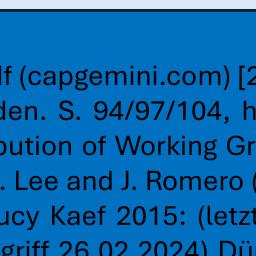 lf (capgemini.com) [2
den. S. 94/97/104, h
bution of Working Gr
. Lee and J. Romero (
ucy Kaef 2015: (letzt
griff 26.02.2024) Dü